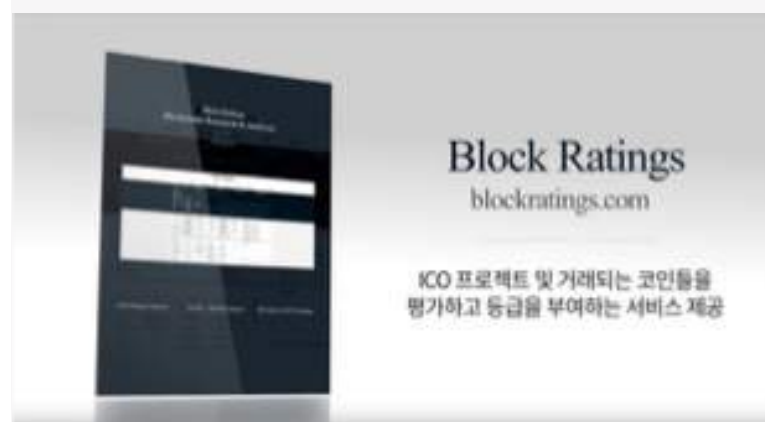 Block Ratings
blockratings.com
ICO 프로젝트 및 거래되는 코인들을
평가하고 등급을 부여하는 서비스 제공